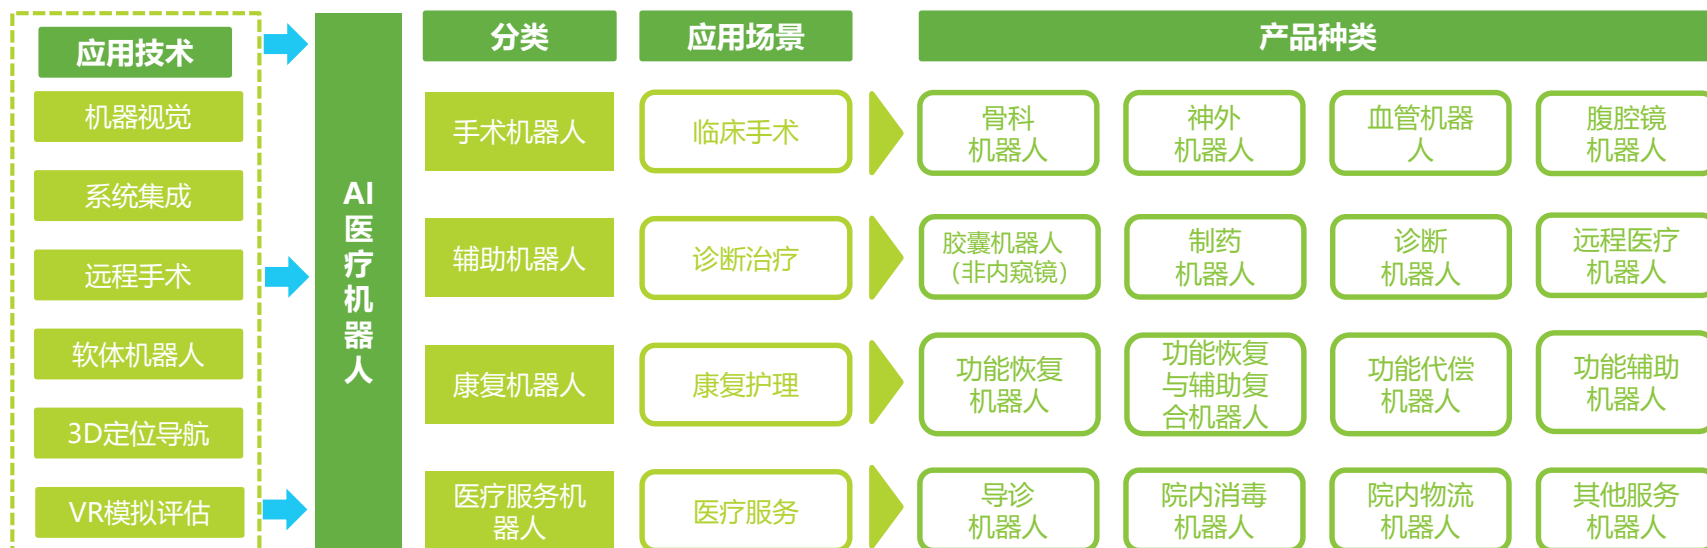 应用技术
机器视觉
系统集成
远程手术
软体机器人
3D定位导航
VR模拟评估
AI
医
疗
机
器
人
分类
应用场景
产品种类
手术机器人
临床手术
骨科
机器人
神外
机器人
血管机器
人
腹腔镜
机器人
辅助机器人
诊断治疗
胶囊机器人
（非内窥镜）
制药
机器人
诊断
机器人
远程医疗
机器人
康复机器人
康复护理
功能恢复
机器人
功能恢复
与辅助复
合机器人
功能代偿
机器人
功能辅助
机器人
医疗服务机
器人
医疗服务
导诊
机器人
院内消毒
机器人
院内物流
机器人
其他服务
机器人